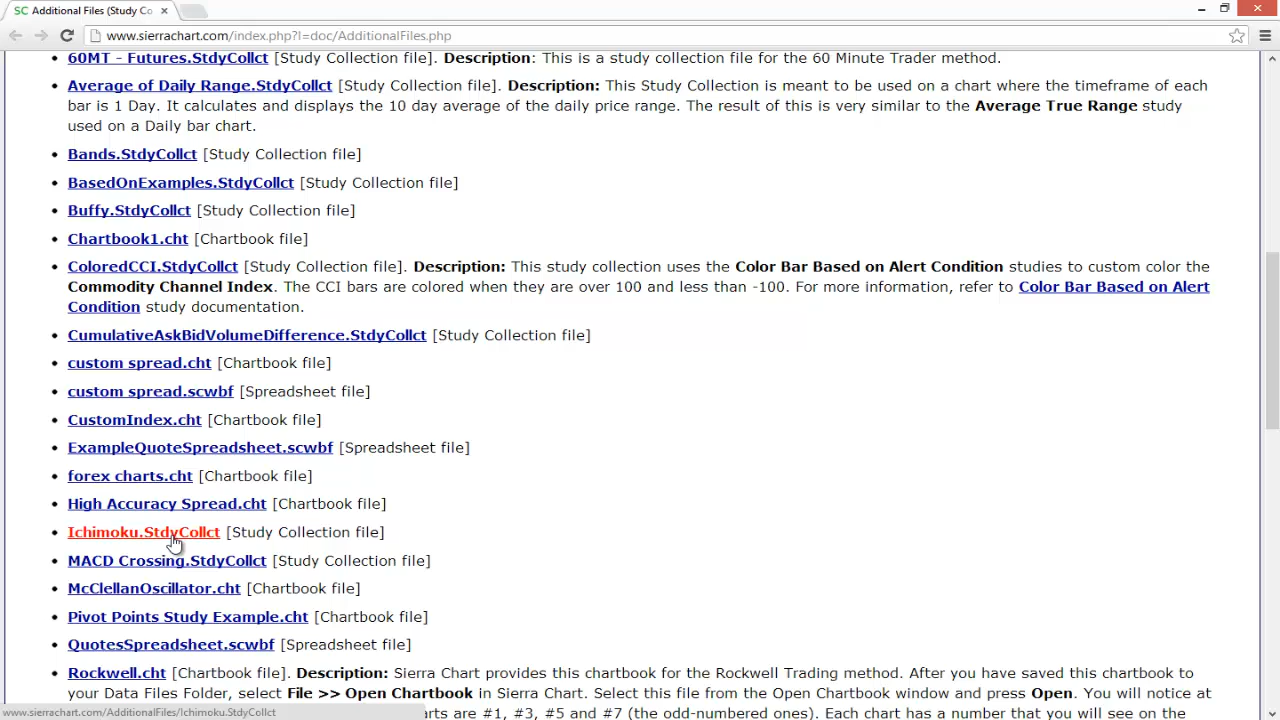 SC Additional Files (Study Co
www.sierrachart.com/index.php?l=doc/AdditionalFiles.php
• 60MT - Futures.StdyCollct [Study Collection file]. Description: This is a study collection file for the 60 Minute Trader method.
• Average of Daily Range.StdyCollct [Study Collection file]. Description: This Study Collection is meant to be used on a chart where the timeframe of each
bar is 1 Day. It calculates and displays the 10 day average of the daily price range. The result of this is very similar to the Average True Range study
used on a Daily bar chart.
• Bands.StdyCollct [Study Collection file]
• BasedOnExamples.StdyCollct [Study Collection file]
• Buffy.StdyCollct [Study Collection file]
• Chartbook1.cht [Chartbook file]
• ColoredCCI.StdyCollct [Study Collection file]. Description: This study collection uses the Color Bar Based on Alert Condition studies to custom color the
Commodity Channel Index. The CCI bars are colored when they are over 100 and less than -100. For more information, refer to Color Bar Based on Alert
Condition study documentation.
• CumulativeAskBidVolumeDifference.StdyCollct [Study Collection file]
• custom spread.cht [Chartbook file]
• custom spread.scwbf [Spreadsheet file]
• CustomIndex.cht [Chartbook file]
• ExampleQuoteSpreadsheet.scwbf [Spreadsheet file]
• forex charts.cht [Chartbook file]
• High Accuracy Spread.cht [Chartbook file]
• Ichimoku.StdyCollct [Study Collection file]
• MACD Crossing.StdyCollct [Study Collection file]
• McClellanOscillator.cht [Chartbook file]
• Pivot Points Study Example.cht [Chartbook file]
• QuotesSpreadsheet.scwbf [Spreadsheet file]
• Rockwell.cht [Chartbook file]. Description: Sierra Chart provides this chartbook for the Rockwell Trading method. After you have saved this chartbook to
your Data Files Folder, select File >> Open Chartbook in Sierra Chart. Select this file from the Open Chartbook window and press Open. You will notice at
arts are #1, #3, #5 and #7 (the odd-numbered ones). Each chart has a number that you will see on the
www.sierrachart.com/AdditionalFiles/Ichimoku.StdyCollct